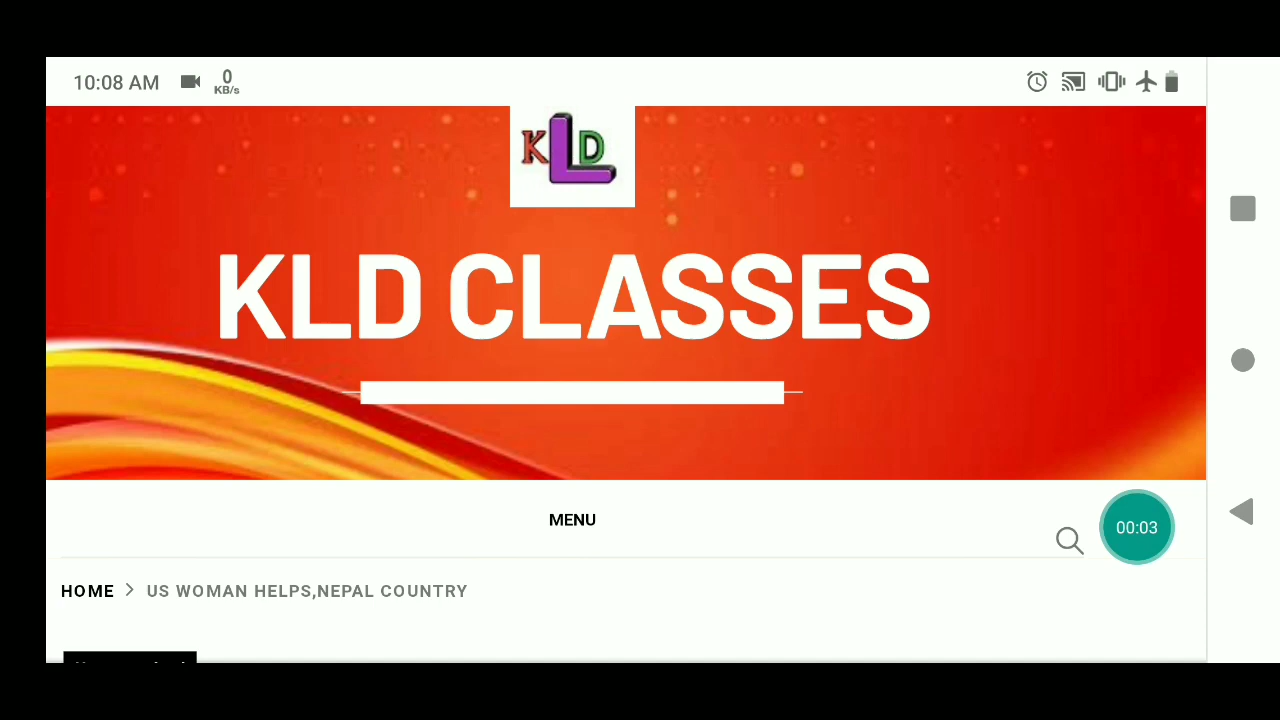 10:08 AM
0
KB/s
KLD
KLD CLASSES
MENU
00:03
HOME > US WOMAN HELPS,NEPAL COUNTRY